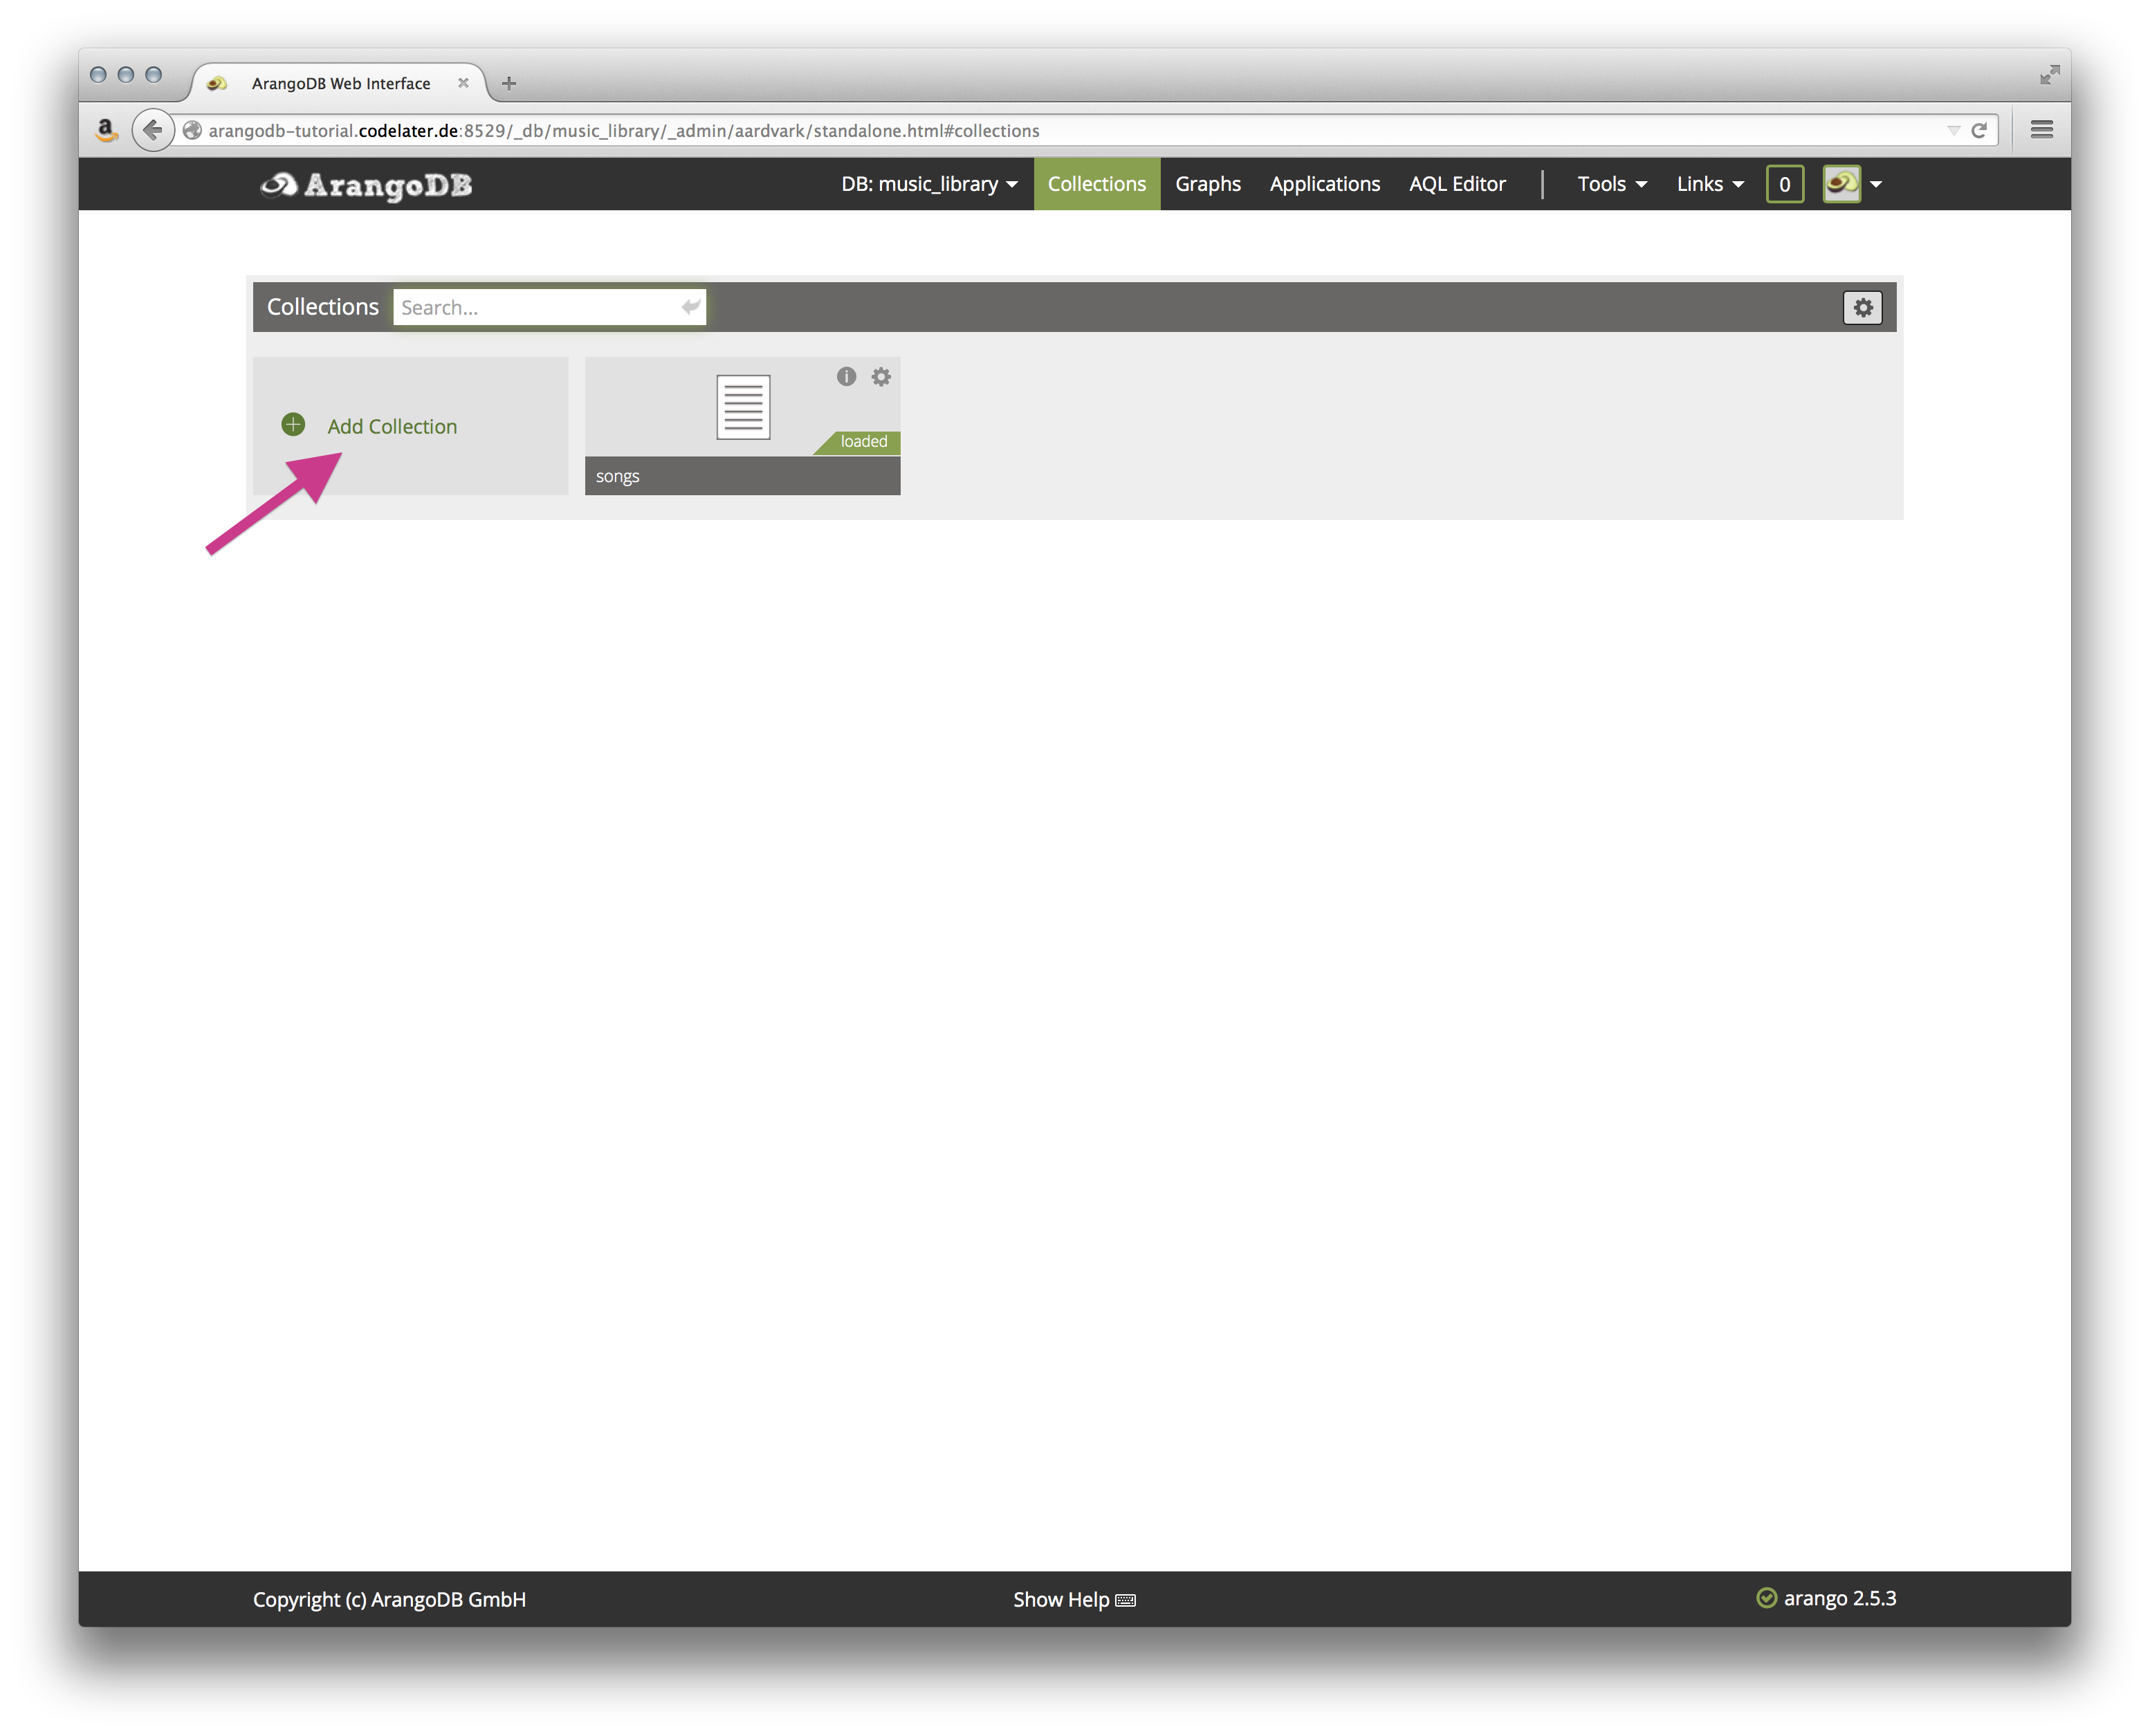 ArangoDB Web Interface
a
arangodb-tutorial.codelater.de:8529/_db/music_library/_admin/aardvark/standalone.html#collections
ArangoDB DB: music_library Collections Graphs Applications AQL Editor | Tools Links 0
Collections Search...
Add Collection
loaded
songs
Copyright (c) ArangoDB GmbH Show Help arango 2.5.3